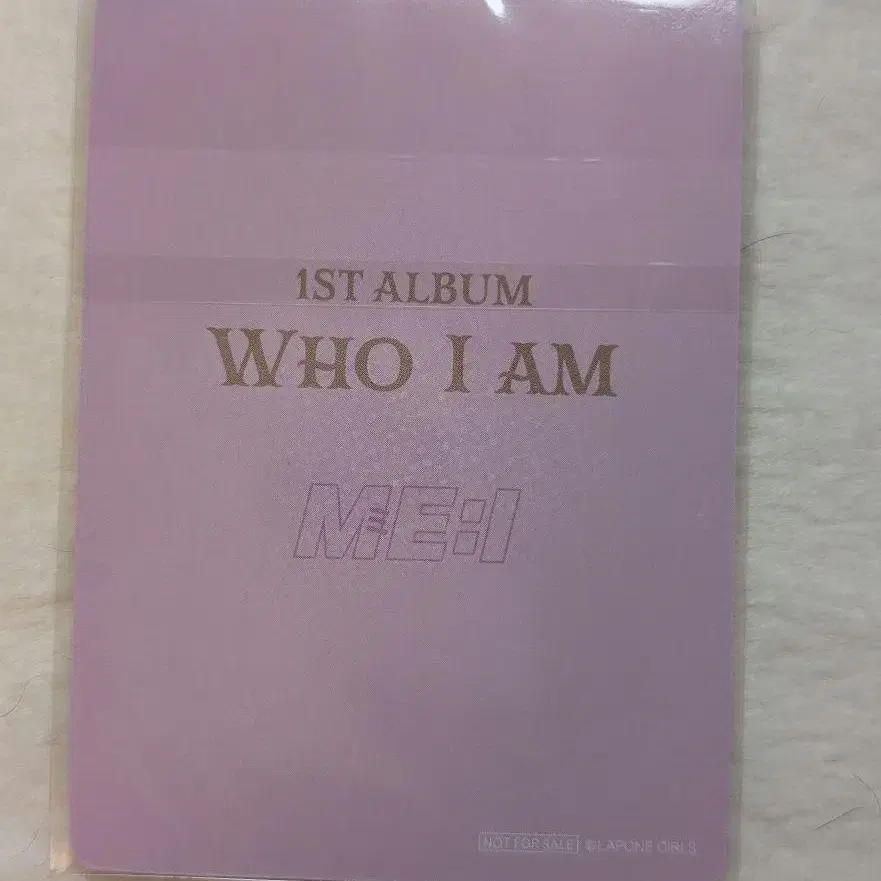 1ST ALBUM
WHO I AM
ME:I
NOT FOR SALE ©LAPONE GIRLS